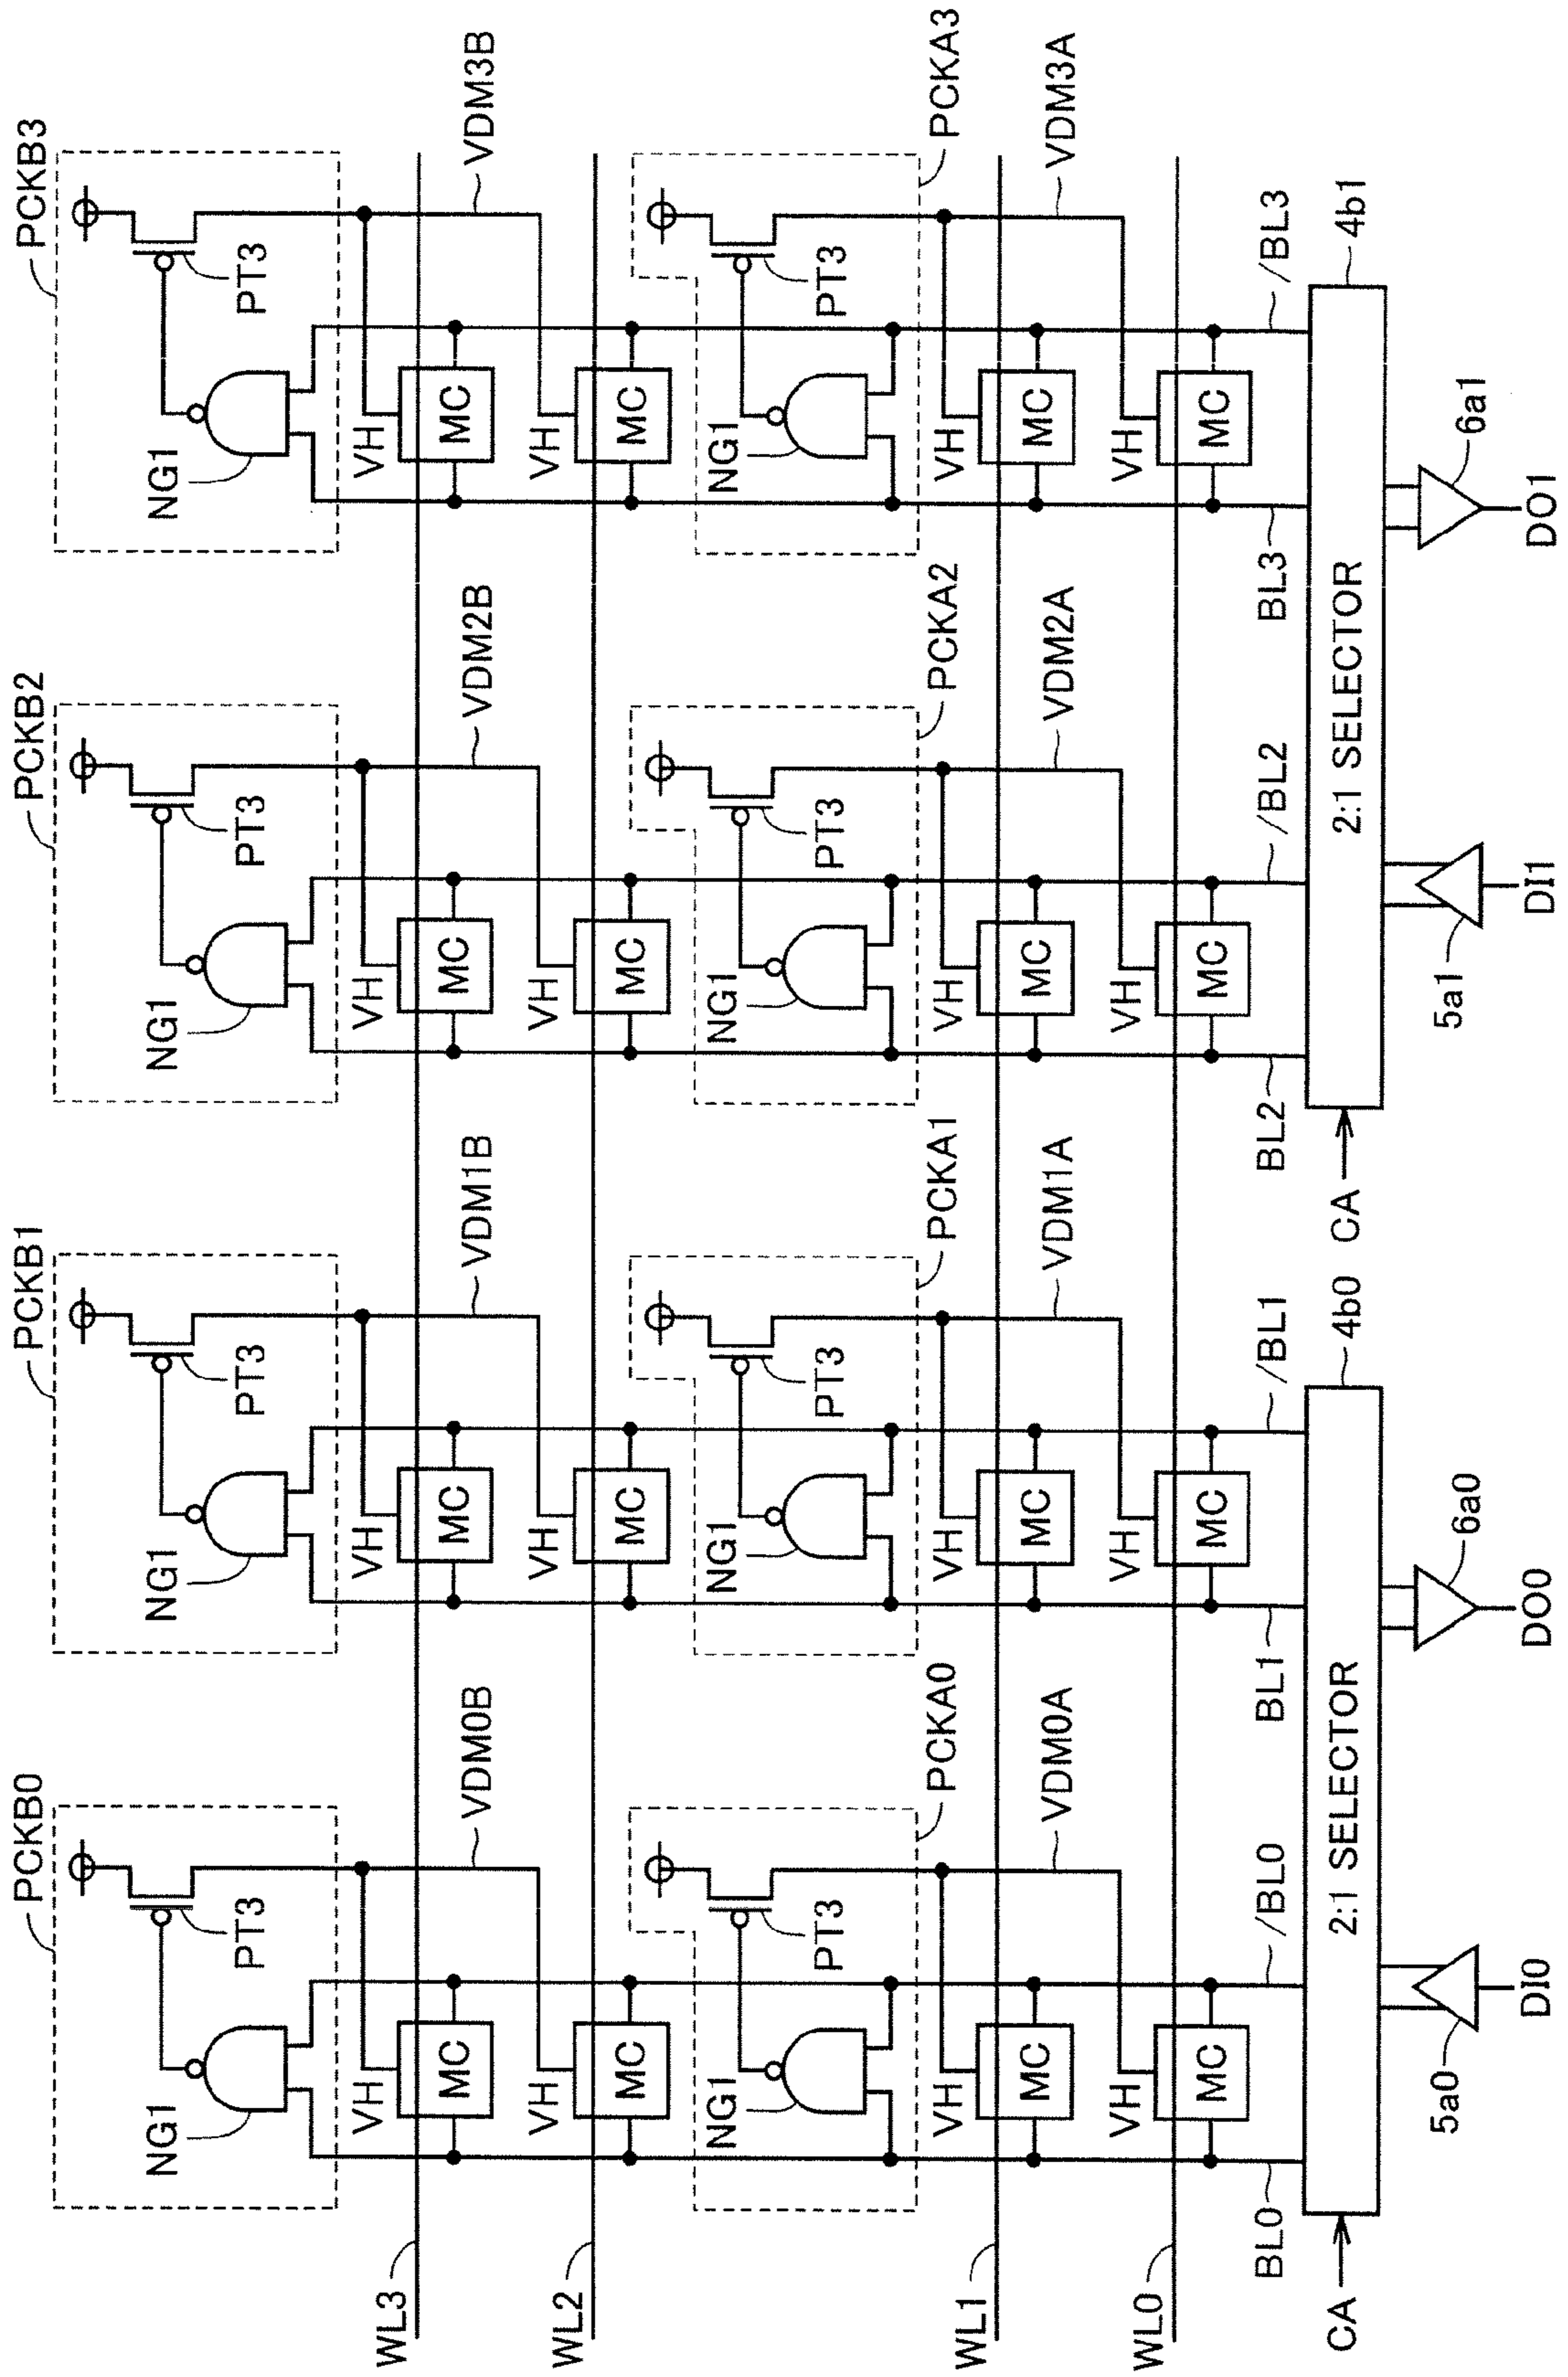 PCKB0
PCKB1
PCKB2
PCKB3
NG1
PT3
NG1
PT3
NG1
PT3
NG1
PT3
WL3
VH
VH
VH
VH
MC
VDM0B
MC
VDM1B
MC
VDM2B
MC
VDM3B
WL2
VH
VH
VH
VH
MC
MC
MC
MC
NG1
PT3
NG1
PT3
NG1
PT3
NG1
PT3
PCKA0
PCKA1
PCKA2
PCKA3
WL1
VH
VH
VH
VH
MC
VDM0A
MC
VDM1A
MC
VDM2A
MC
VDM3A
WL0
VH
VH
VH
VH
MC
MC
MC
MC
BL0
/BL0
BL1
/BL1
BL2
/BL2
BL3
/BL3
CA
2:1 SELECTOR
4b0
CA
2:1 SELECTOR
4b1
5a0
6a0
5a1
6a1
DI0
DO0
DI1
DO1